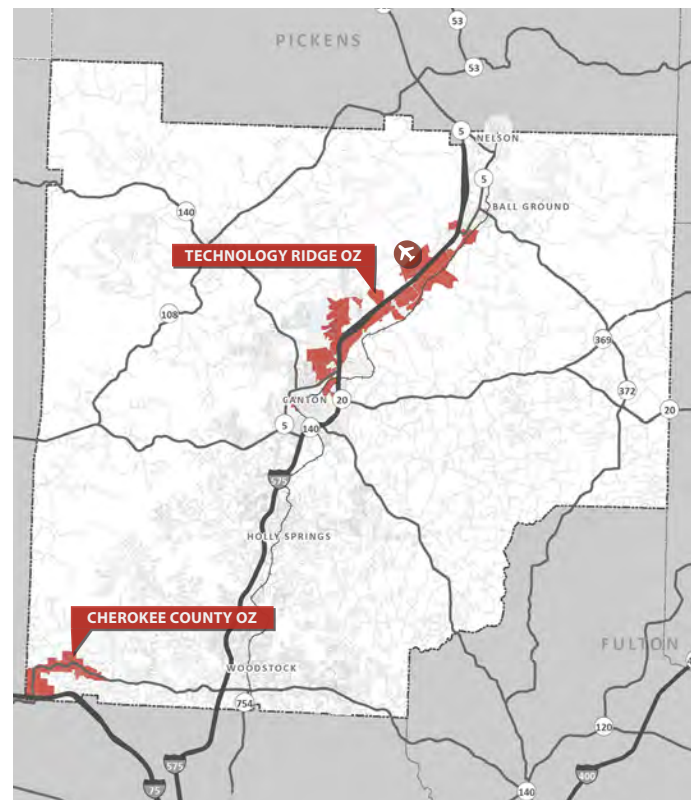 53
PICKENS
53
5
NELSON
5
BALL GROUND
140
TECHNOLOGY RIDGE OZ
108
369
372
CANTON
20
20
5
140
575
HOLLY SPRINGS
CHEROKEE COUNTY OZ
FULTON
WOODSTOCK
754
120
575
400
75
140